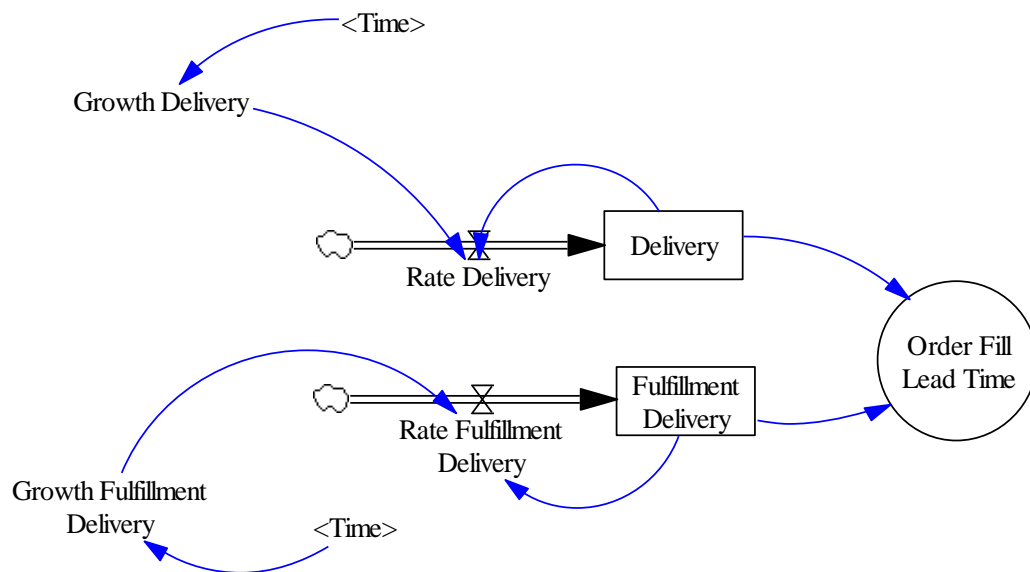 <Time>
Growth Delivery
Delivery
Rate Delivery
Order Fill
Lead Time
Fulfillment
Delivery
Rate Fulfillment
Delivery
Growth Fulfillment
Delivery
<Time>